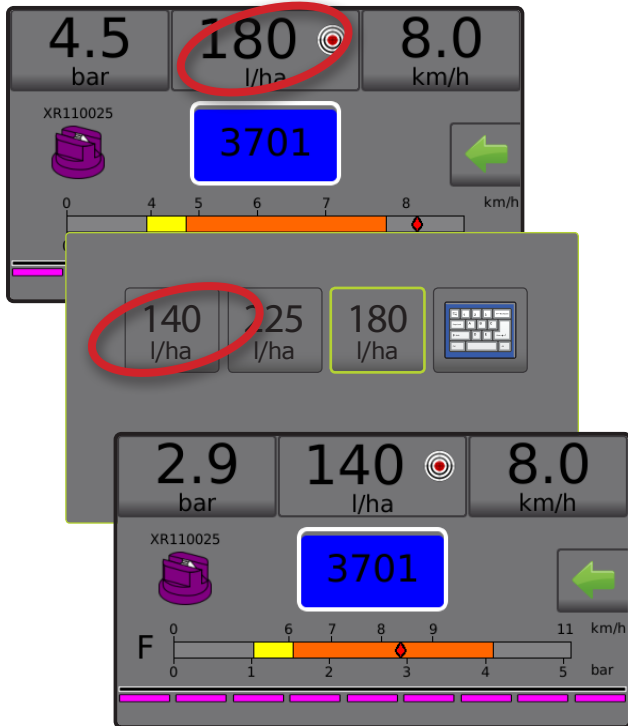 4.5 180 8.0
bar l/ha km/h
XR110025
3701
0 4 5 6 7 8 km/h
140 225 180
l/ha l/ha l/ha
2.9 140 8.0
bar l/ha km/h
XR110025
3701
0 6 7 8 9 11 km/h
F
0 1 2 3 4 5 bar